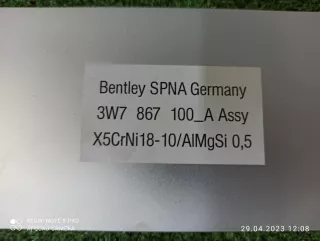 Bentley SPNA Germany
3W7 867 100_A Assy
X5CrNi18-10/AlMgSi 0,5
29.04.2023 12:08